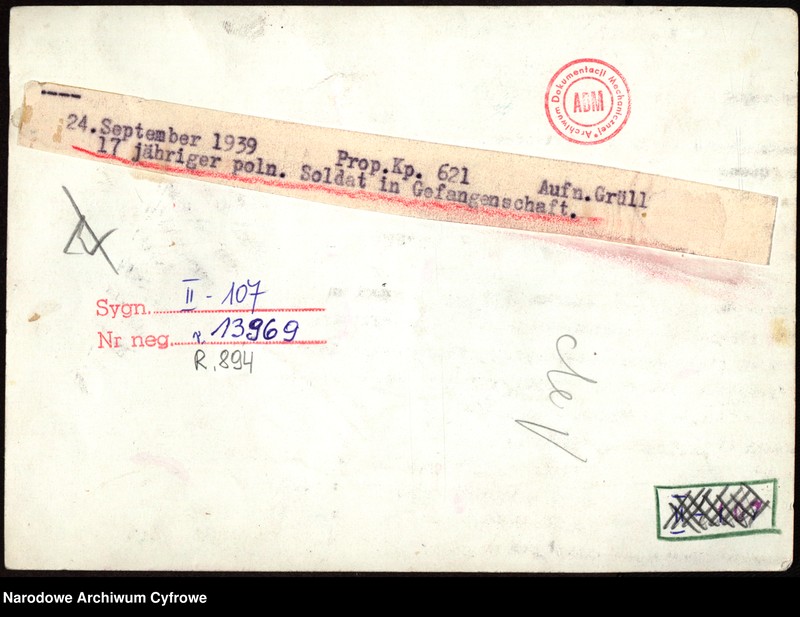 ----
24.September 1939 Prop.Kp. 621 Aufn.Grüll
17 jähriger poln. Soldat in Gefangenschaft.
Archiwum Dokumentacji Mechanicznej
ADM
Sygn. II - 107
Nr neg. 13969
R.894
Narodowe Archiwum Cyfrowe